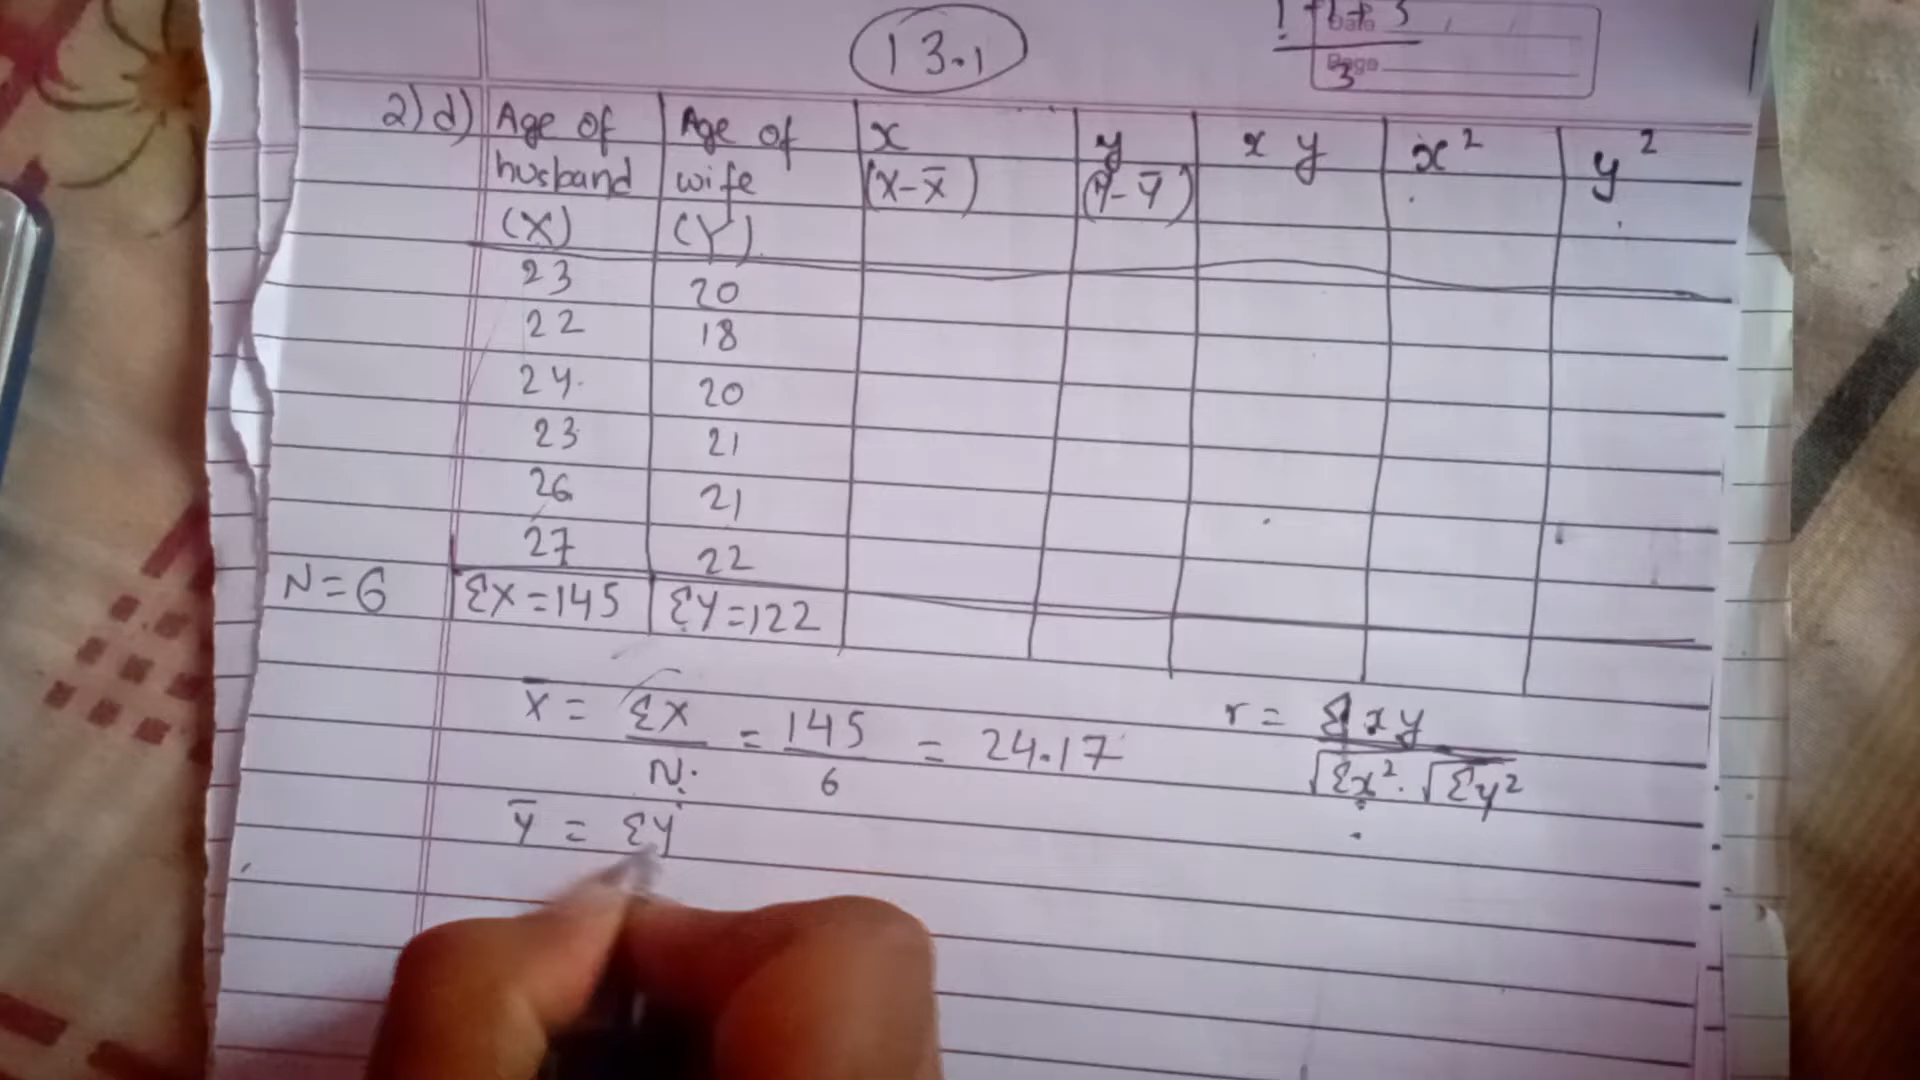 13.1
Date
Page
3
2) d) Age of husband (X) Age of wife (Y) x (X-X̄) y (Y-Ȳ) x y x² y²
23 20
22 18
24 20
23 21
26 21
27 22
N=6 ΣX=145 ΣY=122
X̄ = ΣX/N = 145/6 = 24.17
r = Σxy/√Σx².√Σy²
Ȳ = ΣY